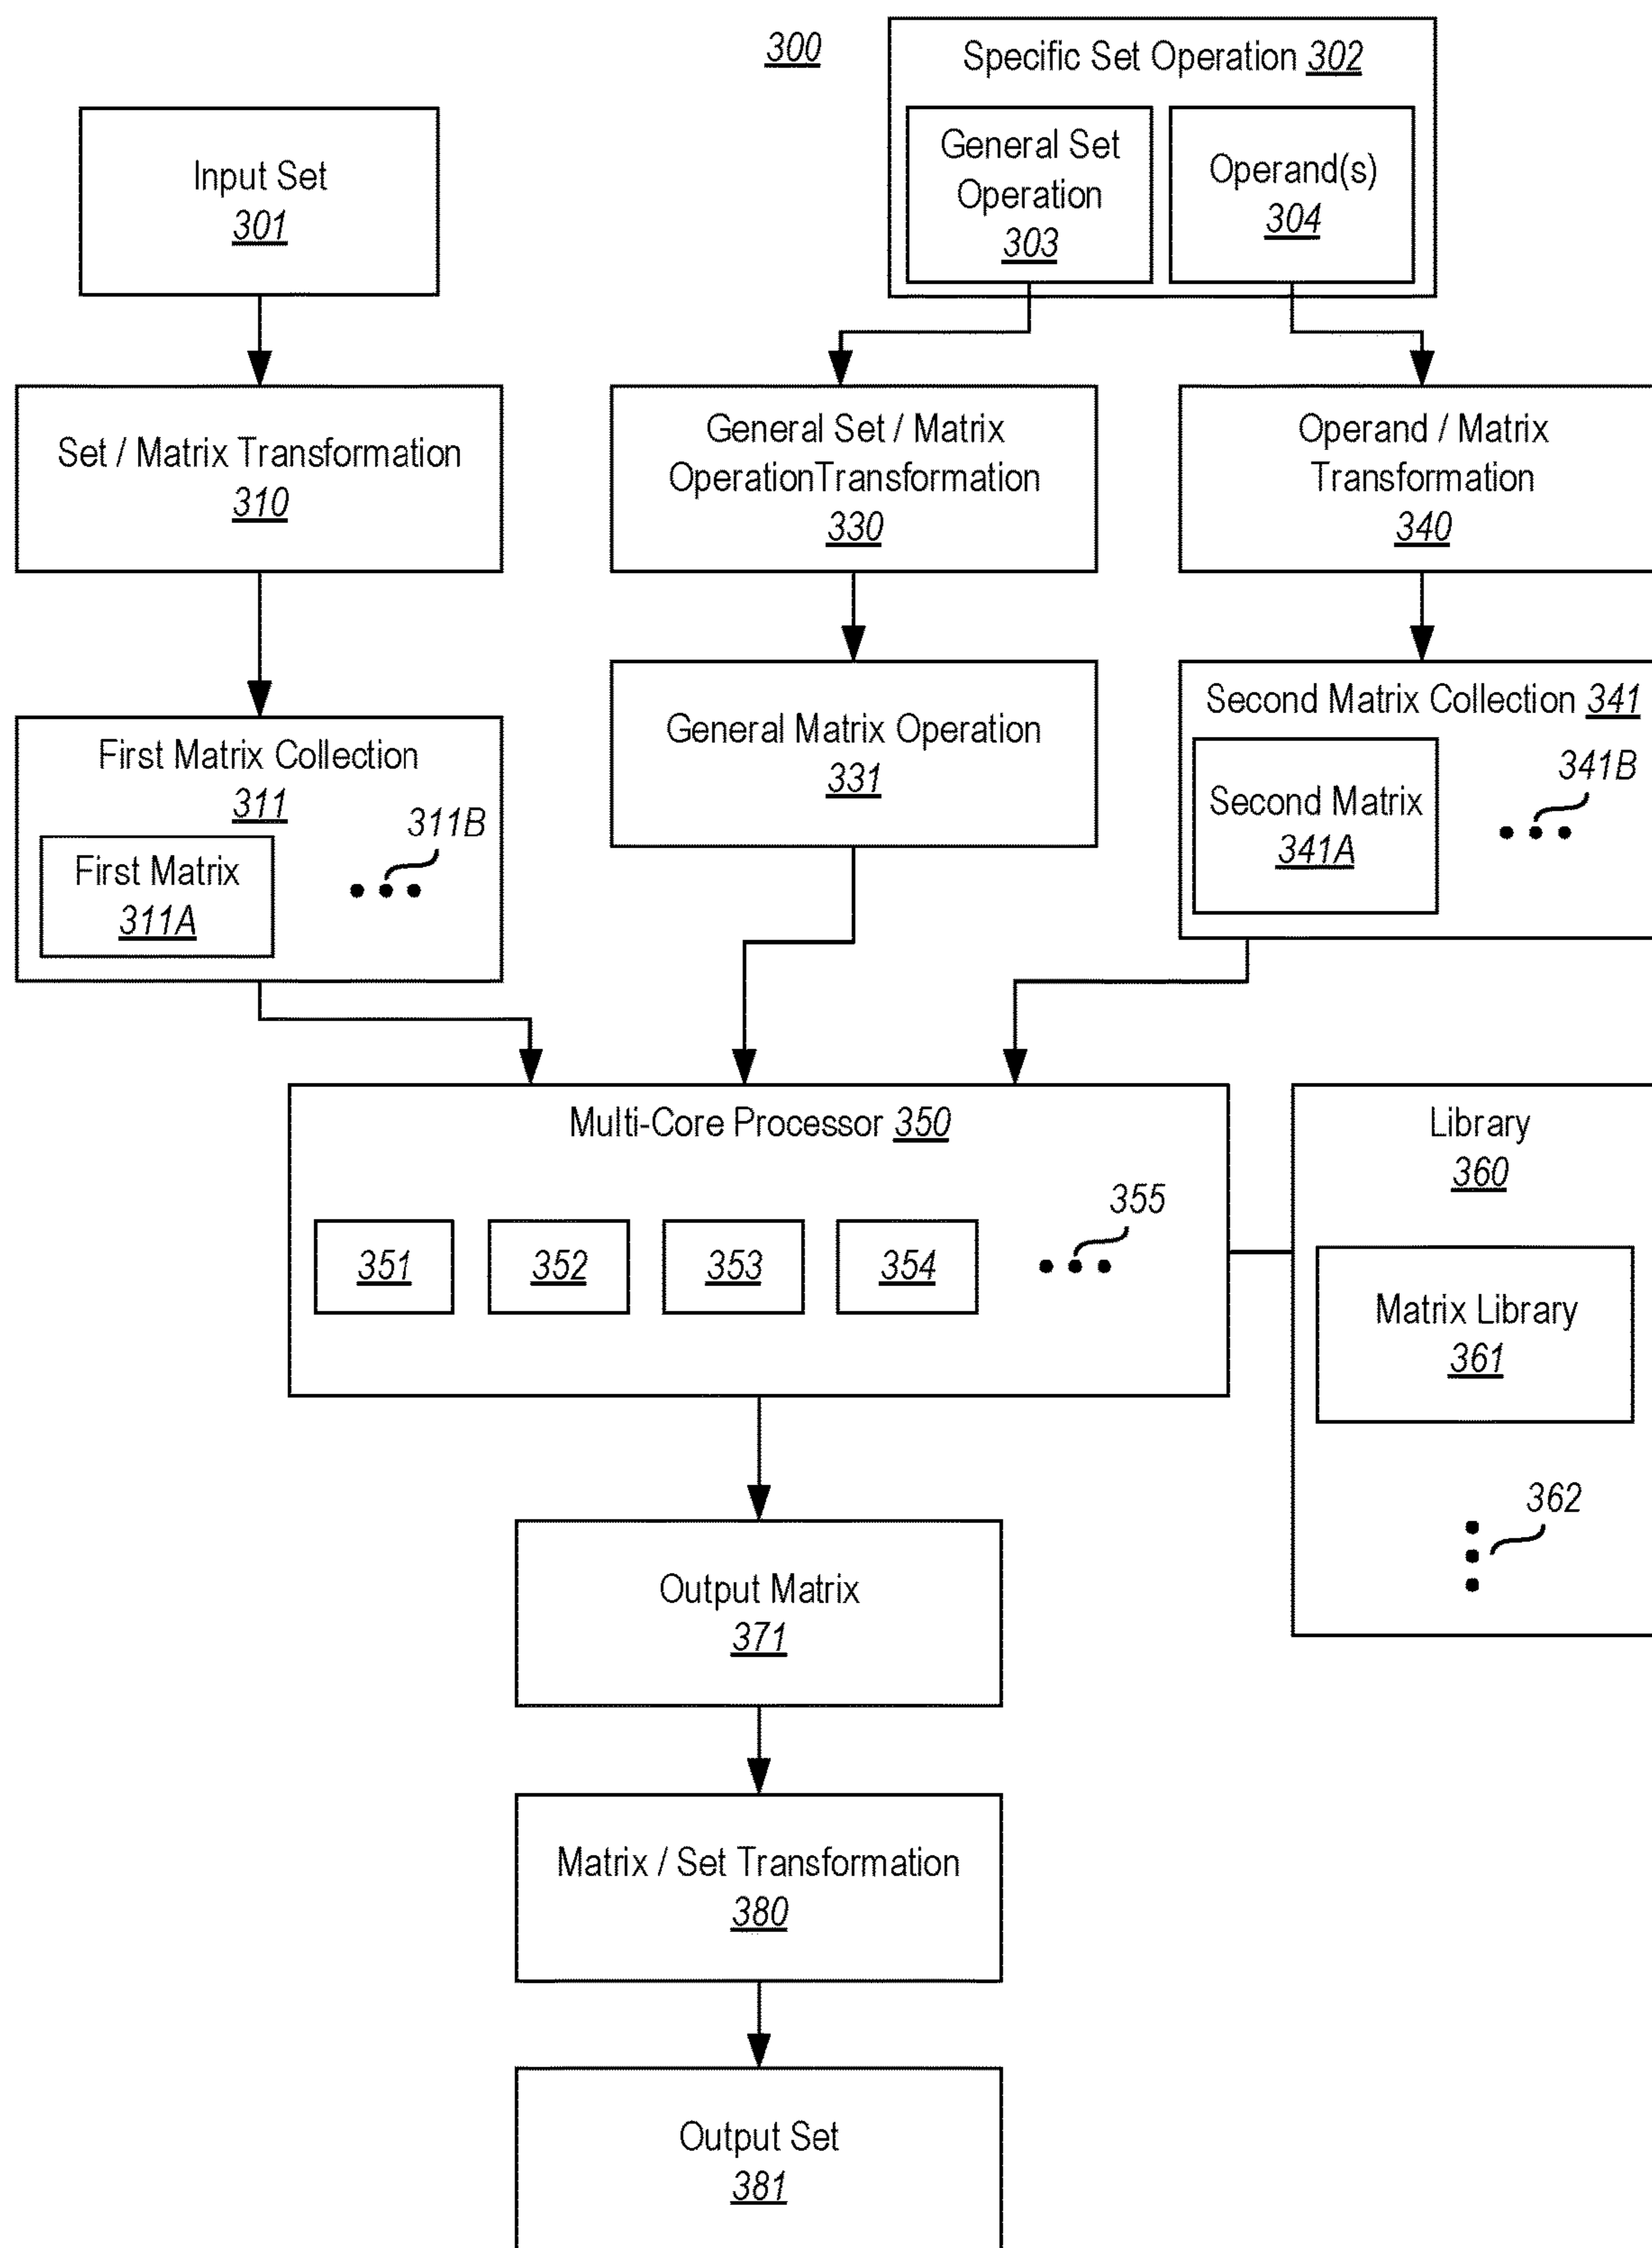 300
Specific Set Operation 302
General Set
Operation
303
Operand(s)
304
Input Set
301
Set / Matrix Transformation
310
General Set / Matrix
OperationTransformation
330
Operand / Matrix
Transformation
340
First Matrix Collection
311
First Matrix
311A
311B
General Matrix Operation
331
Second Matrix Collection 341
Second Matrix
341A
341B
Multi-Core Processor 350
351
352
353
354
355
Library
360
Matrix Library
361
362
Output Matrix
371
Matrix / Set Transformation
380
Output Set
381